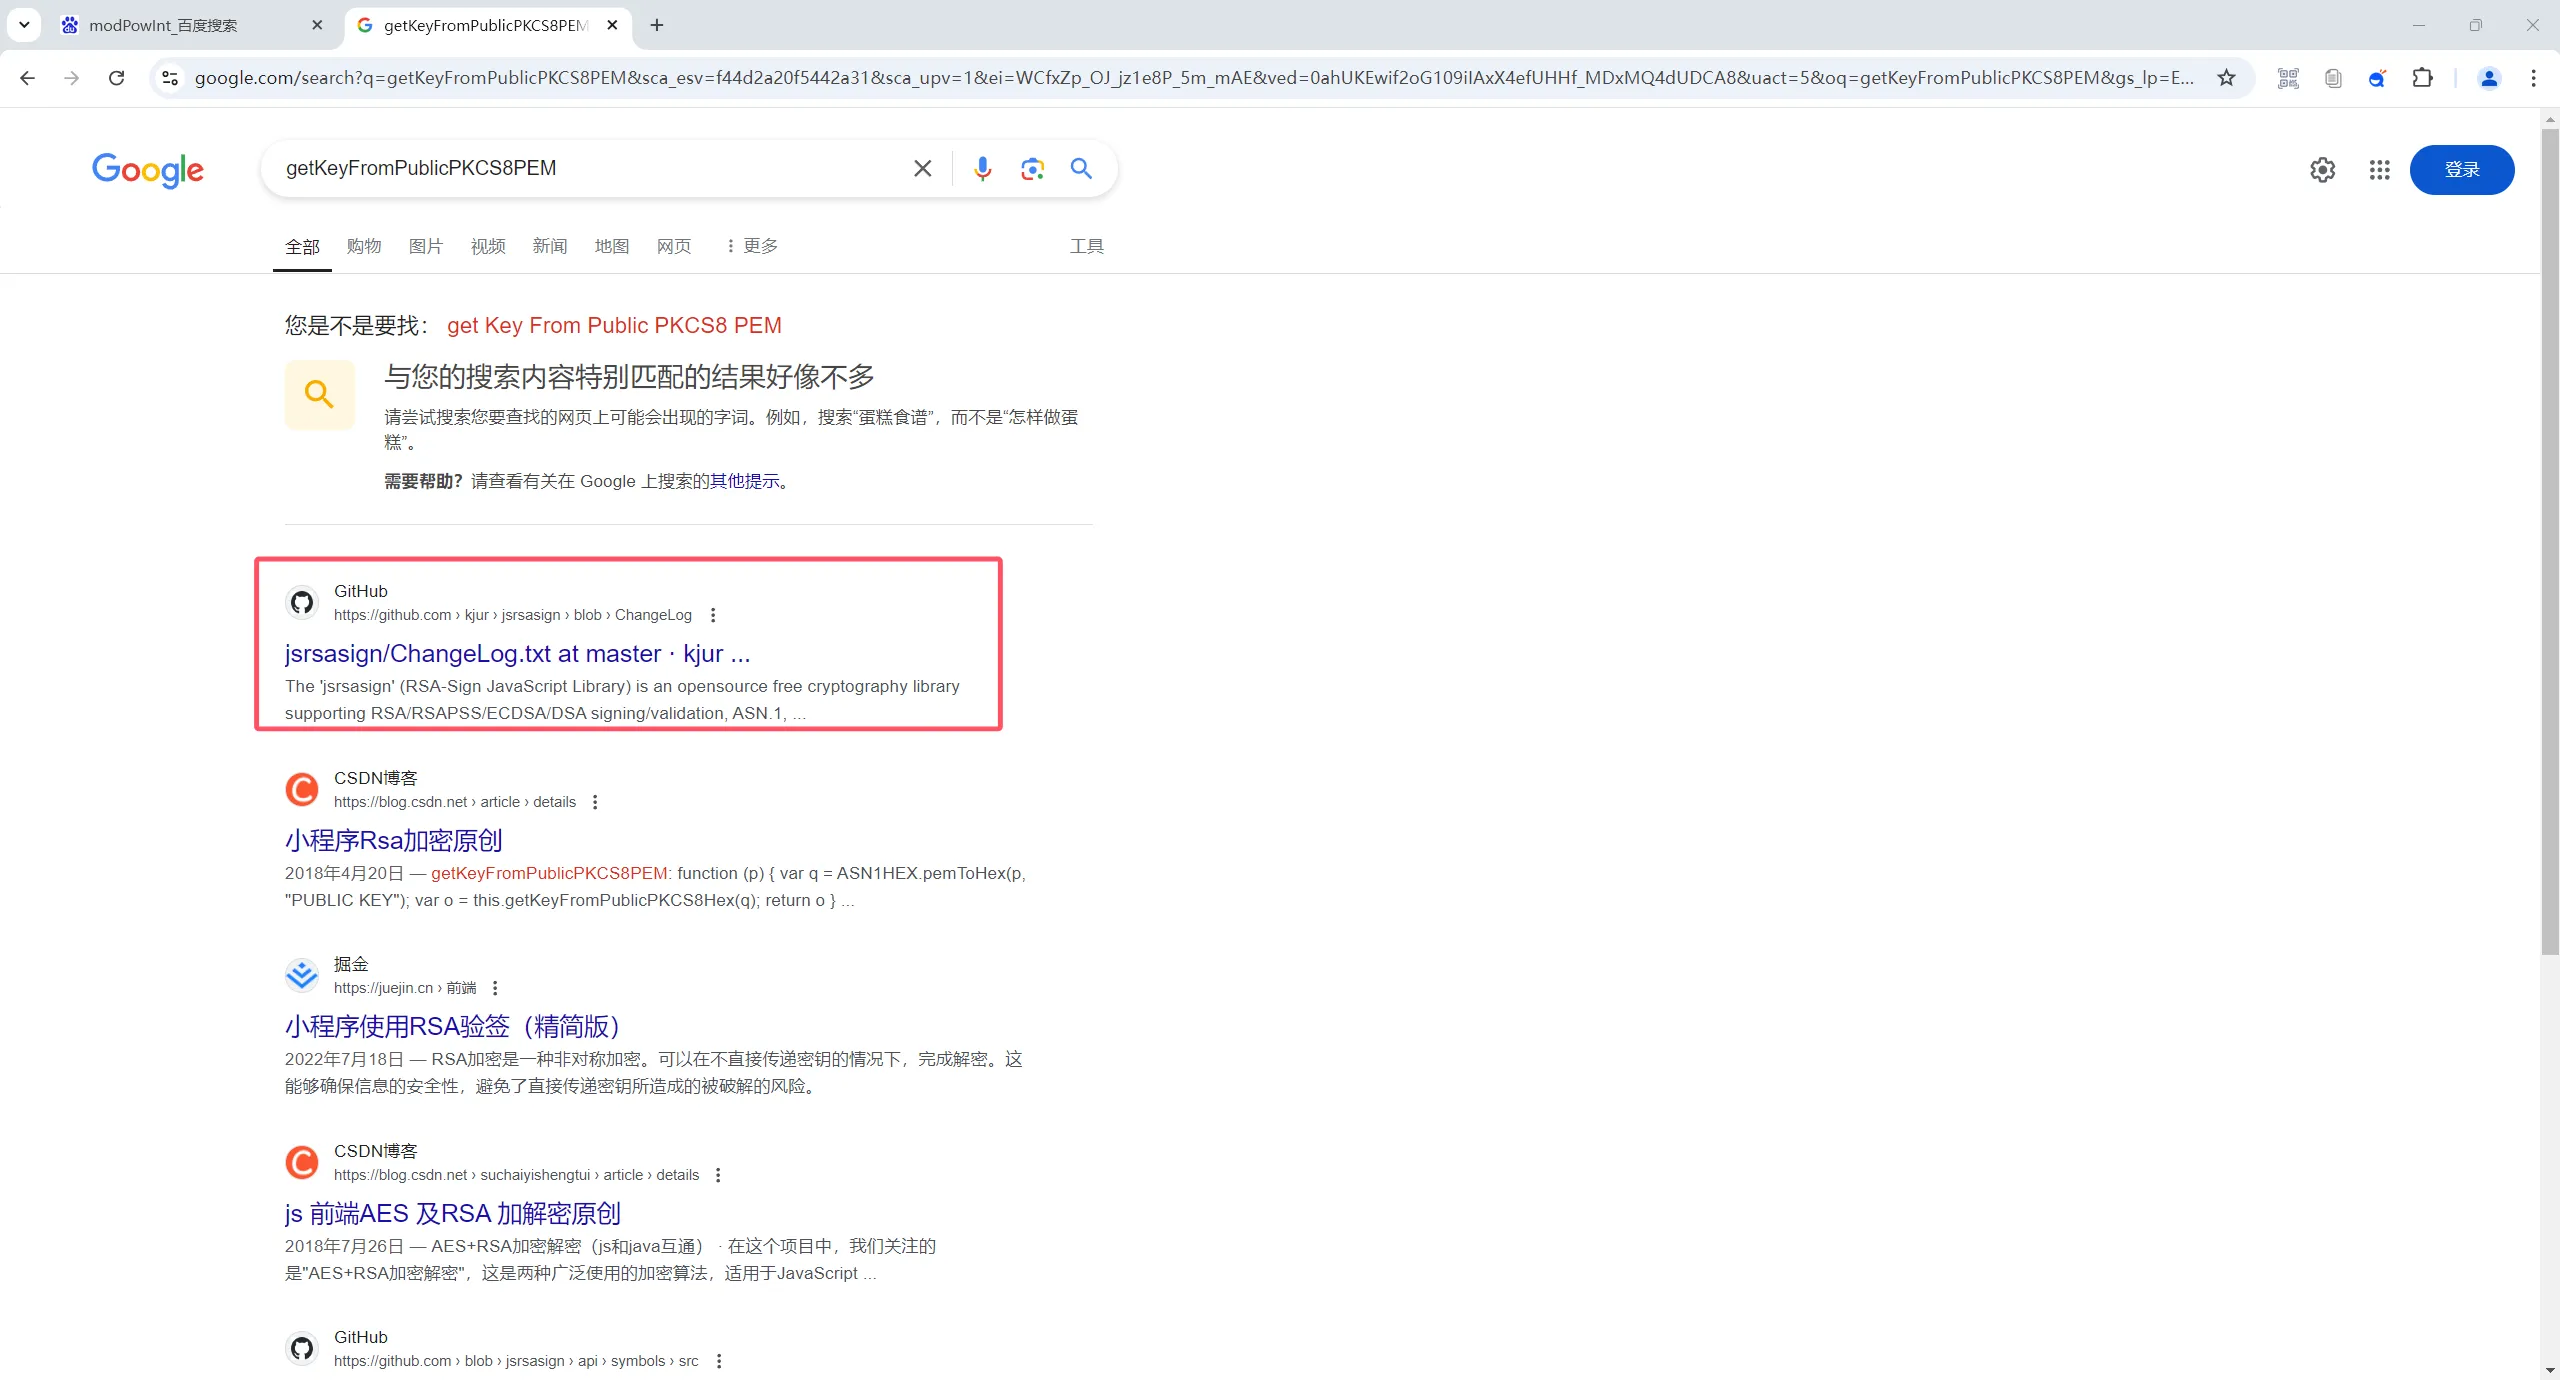 modPowInt_百度搜索
getKeyFromPublicPKCS8PEM
google.com/search?q=getKeyFromPublicPKCS8PEM&sca_esv=f44d2a20f5442a31&sca_upv=1&ei=WCfxZp_OJ_jz1e8P_5m_mAE&ved=0ahUKEwif2oG109iIAxX4efUHHf_MDxMQ4dUDCA8&uact=5&oq=getKeyFromPublicPKCS8PEM&gs_lp=E...
Google
getKeyFromPublicPKCS8PEM
登录
全部 购物 图片 视频 新闻 地图 网页 更多 工具
您是不是要找： get Key From Public PKCS8 PEM
与您的搜索内容特别匹配的结果好像不多
请尝试搜索您要查找的网页上可能会出现的字词。例如，搜索“蛋糕食谱”，而不是“怎样做蛋
糕”。
需要帮助？请查看有关在 Google 上搜索的其他提示。
GitHub
https://github.com › kjur › jsrsasign › blob › ChangeLog
jsrsasign/ChangeLog.txt at master · kjur ...
The 'jsrsasign' (RSA-Sign JavaScript Library) is an opensource free cryptography library
supporting RSA/RSAPSS/ECDSA/DSA signing/validation, ASN.1, ...
CSDN博客
https://blog.csdn.net › article › details
小程序Rsa加密原创
2018年4月20日 — getKeyFromPublicPKCS8PEM: function (p) { var q = ASN1HEX.pemToHex(p,
"PUBLIC KEY"); var o = this.getKeyFromPublicPKCS8Hex(q); return o } ...
掘金
https://juejin.cn › 前端
小程序使用RSA验签（精简版）
2022年7月18日 — RSA加密是一种非对称加密。可以在不直接传递密钥的情况下，完成解密。这
能够确保信息的安全性，避免了直接传递密钥所造成的被破解的风险。
CSDN博客
https://blog.csdn.net › suchaiyishengtui › article › details
js 前端AES 及RSA 加解密原创
2018年7月26日 — AES+RSA加密解密（js和java互通） · 在这个项目中，我们关注的
是"AES+RSA加密解密"，这是两种广泛使用的加密算法，适用于JavaScript ...
GitHub
https://github.com › blob › jsrsasign › api › symbols › src